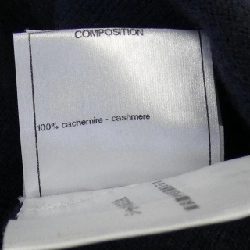 COMPOSITION
100% cachemire - cashmere